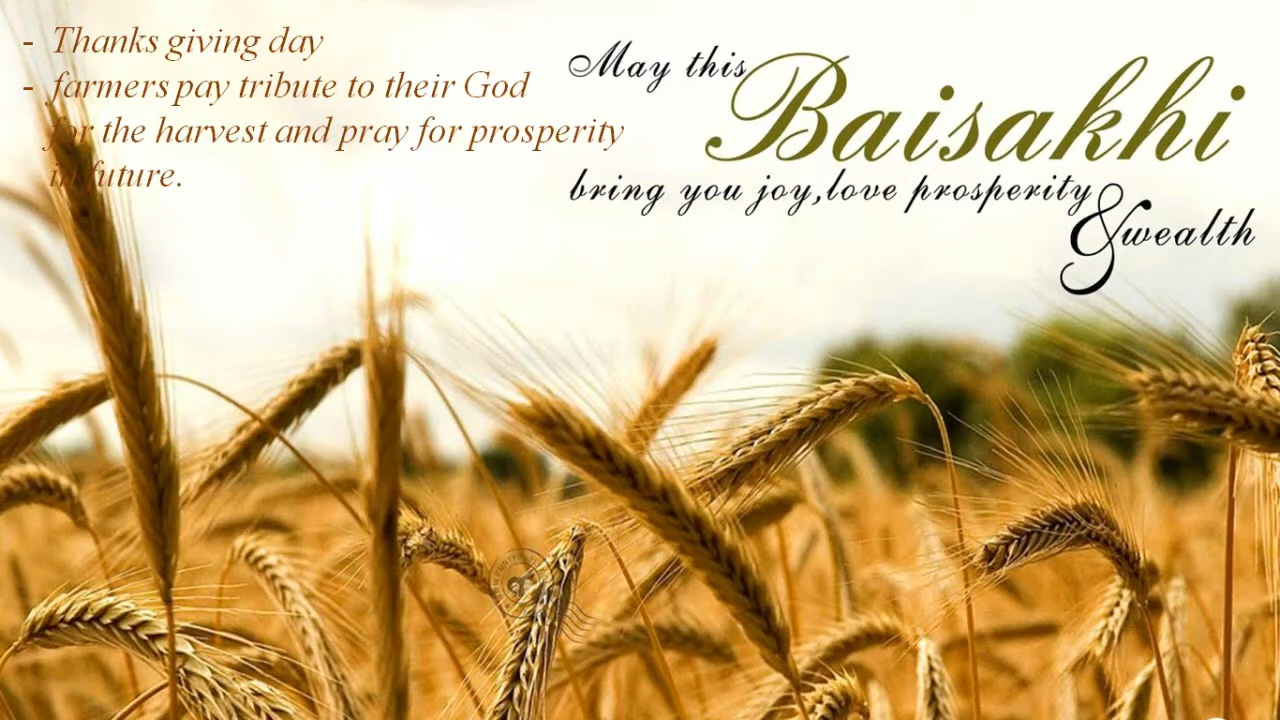 - Thanks giving day
- farmers pay tribute to their God
for the harvest and pray for prosperity
in future.
May this
Baisakhi
bring you joy,love prosperity
& wealth